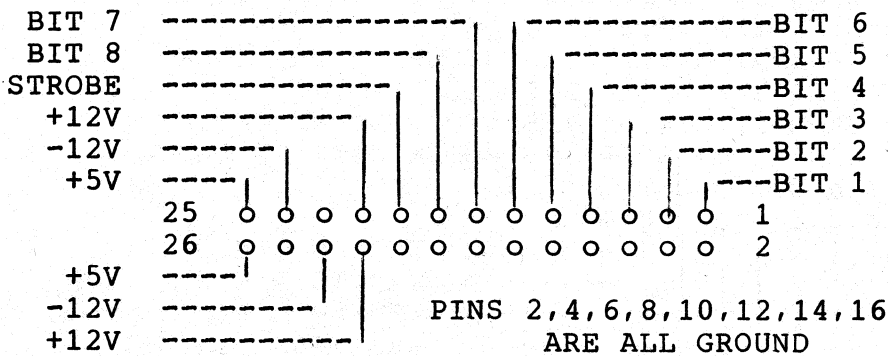 BIT 7 BIT 6
BIT 8 BIT 5
STROBE BIT 4
+12V BIT 3
-12V BIT 2
+5V BIT 1
25 1
26 2
+5V
-12V PINS 2,4,6,8,10,12,14,16
+12V ARE ALL GROUND